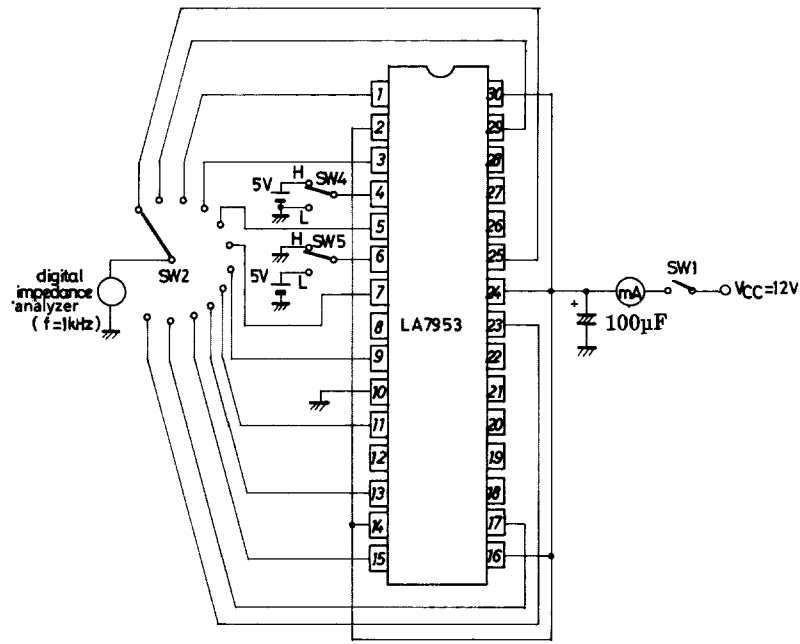 1
2
3
4
5
6
7
8
9
10
11
12
13
14
15
30
29
28
27
26
25
24
23
22
21
20
19
18
17
16
LA7953
5V
H
SW4
L
H
SW5
5V
L
SW2
digital
impedance
analyzer
(f=1kHz)
mA
SW1
VCC=12V
+
100µF